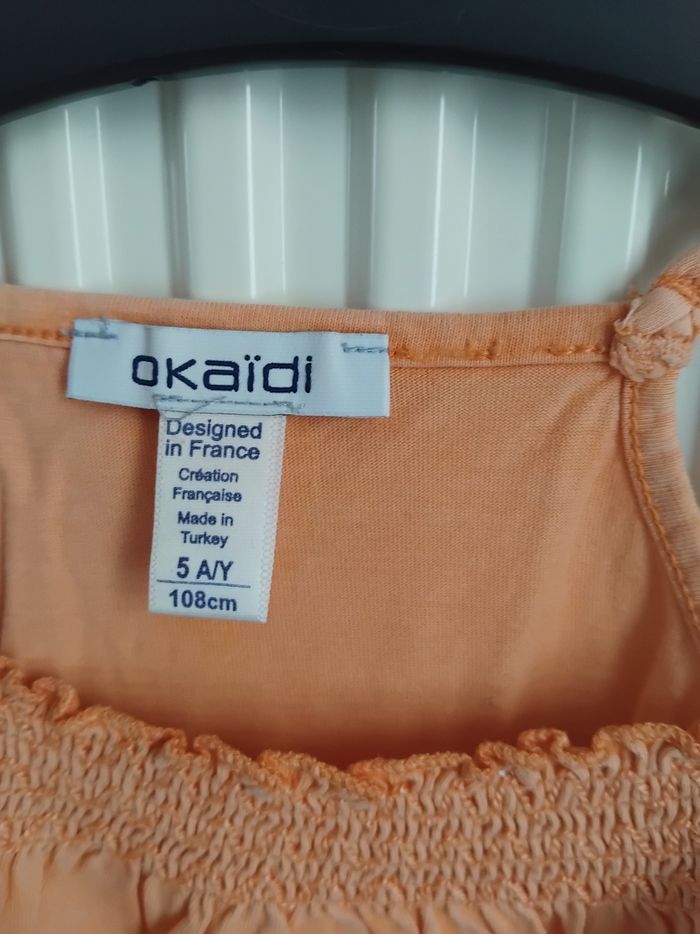 okaïdi
Designed
in France
Création
Française
Made in
Turkey
5 A/Y
108cm